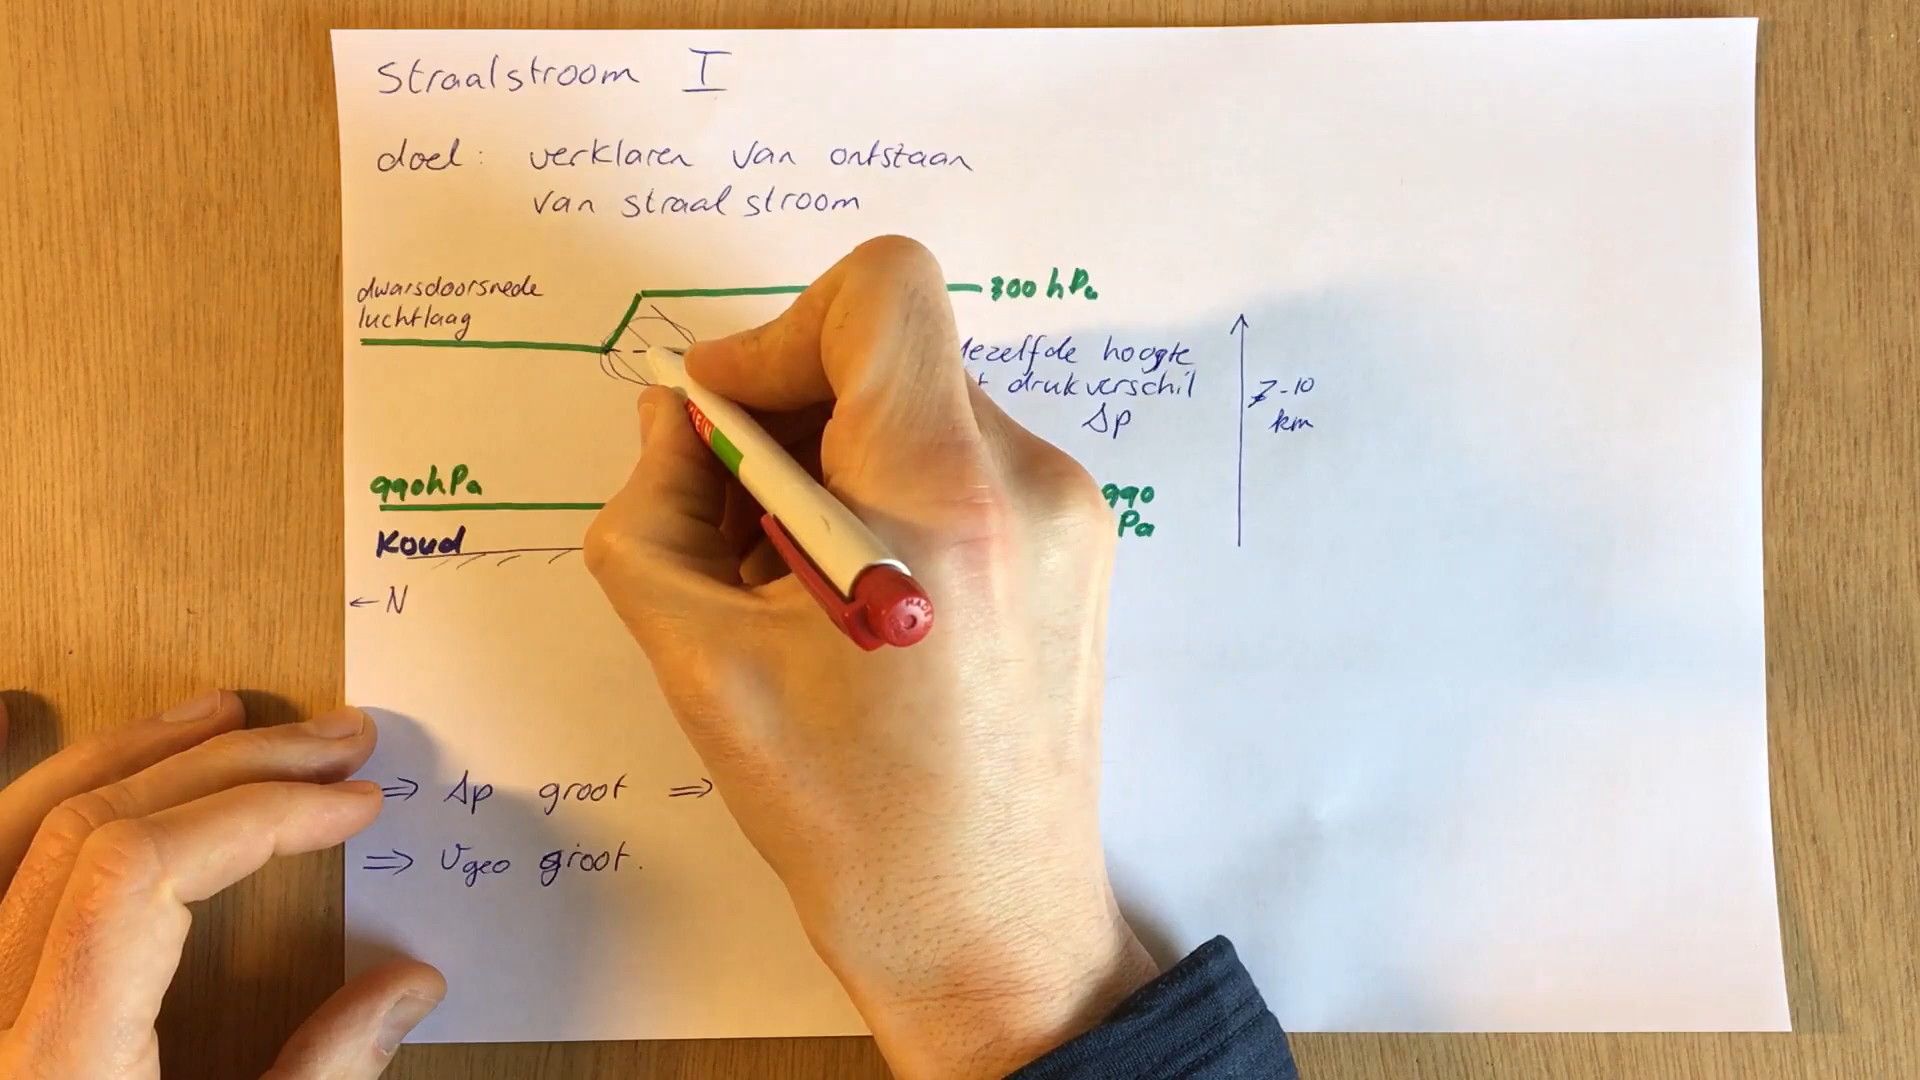 Straalstroom I
doel: verklaren van ontstaan
van straalstroom
dwarsdoorsnede
luchtlaag
300 hPa
dezelfde hoogte
drukverschil
Δp
7-10
km
990hPa
990
Pa
Koud
← N
⇒ Δp groot ⇒
⇒ Vgeo groot.